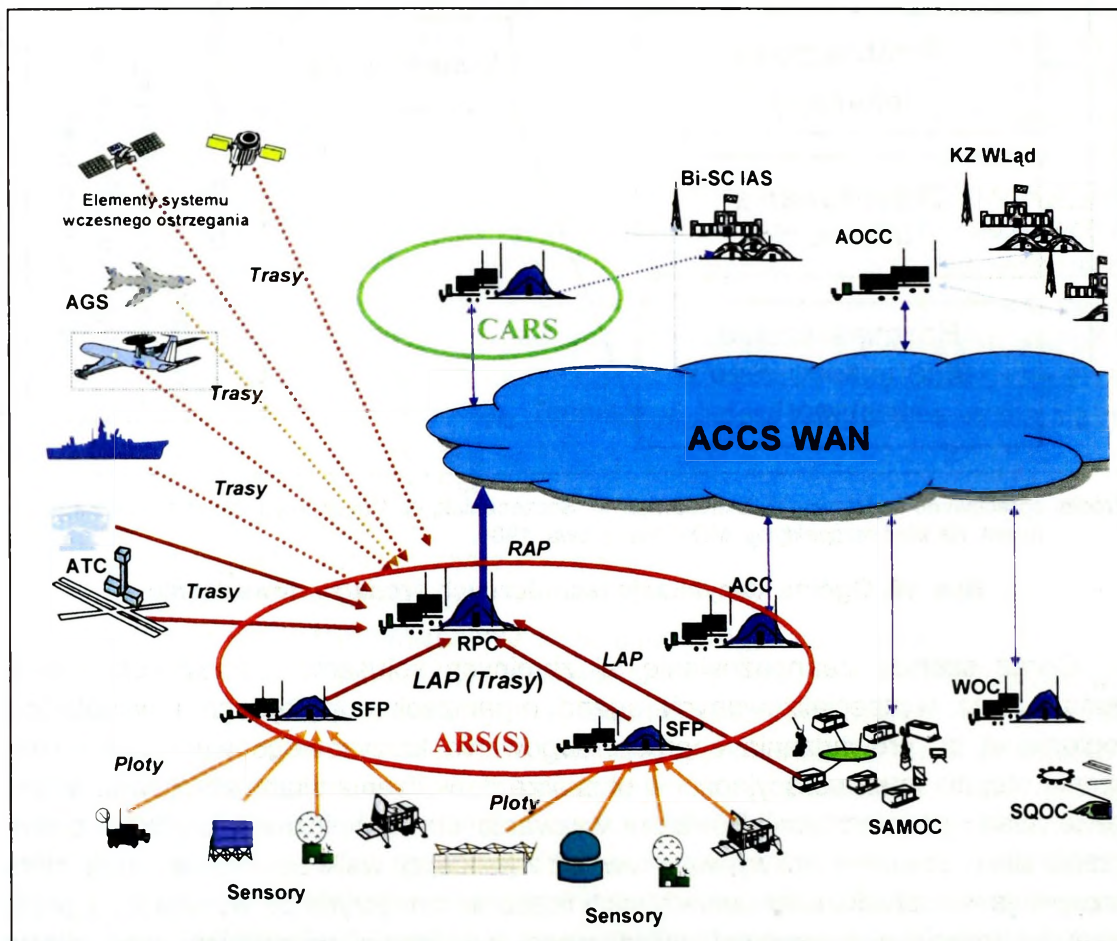 KZ WLąd
Bi-SC IAS
Elementy systemu
wczesnego ostrzegania
AOCC
Trasy
AGS
CARS
Trasy
ACCS WAN
Trasy
RAP
ATC
Trasy
ACC
RPC
LAP
LAP (Trasy)
WOC
SFP
SFP
ARS(S)
Ploty
Ploty
SAMOC
SQOC
Sensory
Sensory